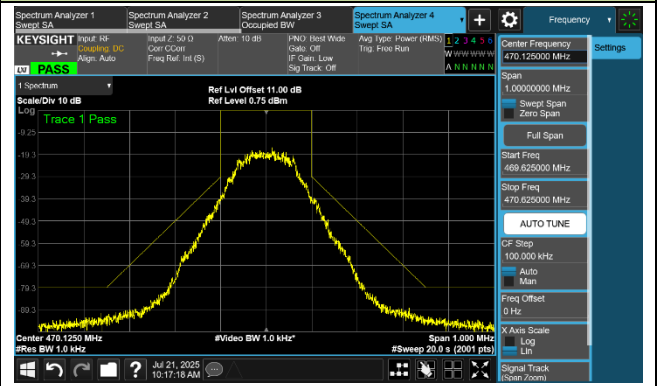 Spectrum Analyzer 1
Swept SA
Spectrum Analyzer 2
Swept SA
Spectrum Analyzer 3
Occupied BW
Spectrum Analyzer 4
Swept SA
Frequency
KEYSIGHT
Input: RF
Coupling: DC
Align: Auto
Input Z: 50 Ω
Corr CCorr
Freq Ref: Int (S)
Atten: 10 dB
PNO: Best Wide
Gate: Off
IF Gain: Low
Sig Track: Off
Avg Type: Power (RMS)
Trig: Free Run
1 2 3 4 5 6
W W W W W W
A N N N N N
LXI
PASS
1 Spectrum
Scale/Div 10 dB
Ref Lvl Offset 11.00 dB
Ref Level 0.75 dBm
Log
Trace 1 Pass
-9.25
-19.3
-29.3
-39.3
-49.3
-59.3
-69.3
-79.3
-89.3
Center 470.1250 MHz
#Res BW 1.0 kHz
#Video BW 1.0 kHz*
Span 1.000 MHz
#Sweep 20.0 s (2001 pts)
Center Frequency
470.125000 MHz
Settings
Span
1.00000000 MHz
Swept Span
Zero Span
Full Span
Start Freq
469.625000 MHz
Stop Freq
470.625000 MHz
AUTO TUNE
CF Step
100.000 kHz
Auto
Man
Freq Offset
0 Hz
X Axis Scale
Log
Lin
Signal Track
(Span Zoom)
?
Jul 21, 2025
10:17:18 AM